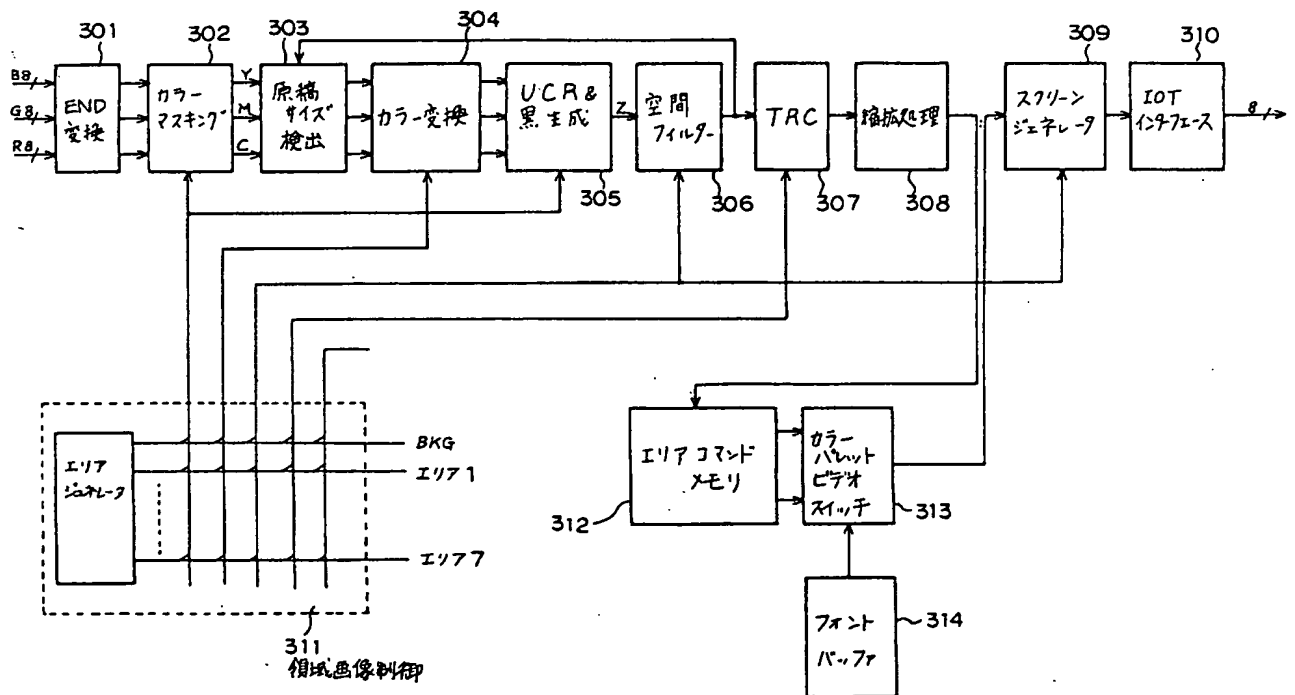 301
302
303
304
309
310
B8
G8
R8
END
変換
カラー
マスキング
Y
M
C
原稿
サイズ
検出
カラー変換
UCR&
黒生成
Z
空間
フィルター
TRC
縮拡処理
スクリーン
ジェネレータ
IOT
インターフェース
8
305
306
307
308
エリア
ジェネレータ
BKG
エリア1
エリア7
311
領域画像制御
エリアコマンド
メモリ
312
カラー
パレット
ビデオ
スイッチ
313
フォント
バッファ
314